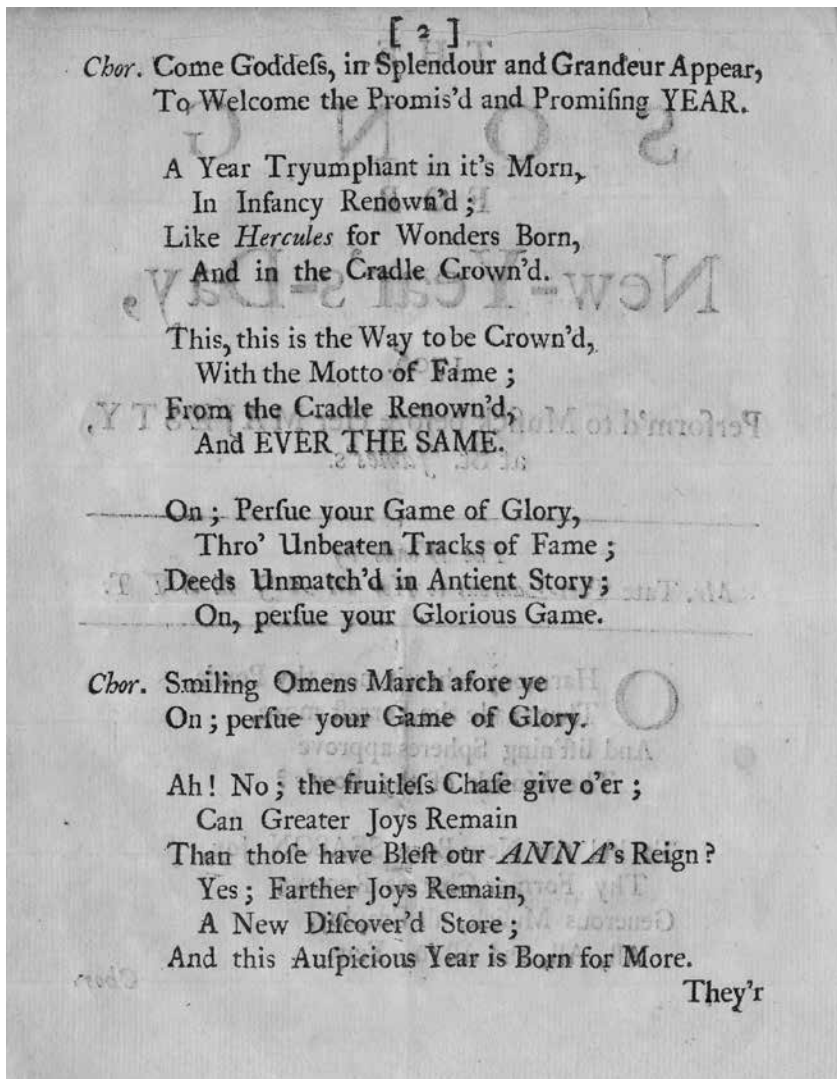 [ 2 ]
Chor. Come Goddeſs, in Splendour and Grandeur Appear,
To Welcome the Promis'd and Promiſing YEAR.
A Year Tryumphant in it's Morn,
In Infancy Renown'd ;
Like Hercules for Wonders Born,
And in the Cradle Crown'd.
This, this is the Way to be Crown'd,
With the Motto of Fame ;
From the Cradle Renown'd,
And EVER THE SAME.
On ; Perſue your Game of Glory,
Thro' Unbeaten Tracks of Fame ;
Deeds Unmatch'd in Antient Story ;
On, perſue your Glorious Game.
Chor. Smiling Omens March afore ye
On ; perſue your Game of Glory.
Ah ! No ; the fruitleſs Chaſe give o'er ;
Can Greater Joys Remain
Than thoſe have Bleſt our ANNA's Reign ?
Yes ; Farther Joys Remain,
A New Diſcover'd Store ;
And this Auſpicious Year is Born for More.
They'r